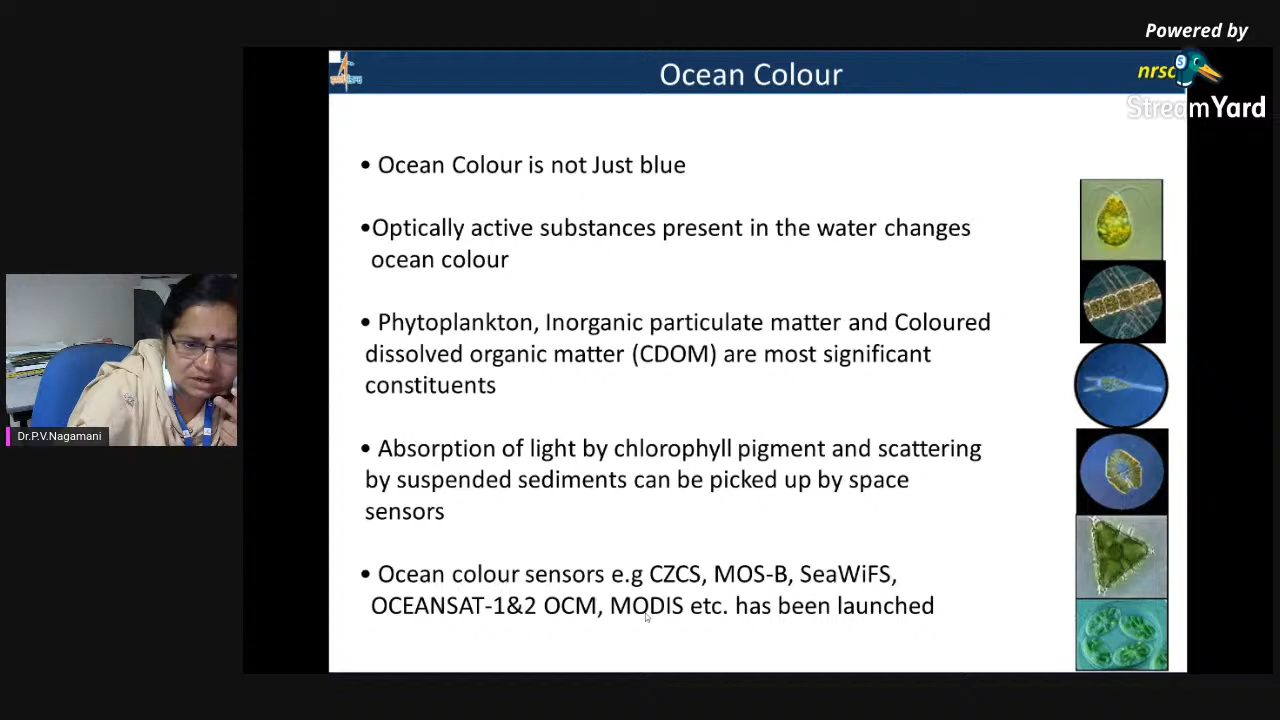 Powered by
Ocean Colour
nrsc
StreamYard
• Ocean Colour is not Just blue
•Optically active substances present in the water changes
ocean colour
• Phytoplankton, Inorganic particulate matter and Coloured
dissolved organic matter (CDOM) are most significant
constituents
Dr.P.V.Nagamani
• Absorption of light by chlorophyll pigment and scattering
by suspended sediments can be picked up by space
sensors
• Ocean colour sensors e.g CZCS, MOS-B, SeaWiFS,
OCEANSAT-1&2 OCM, MODIS etc. has been launched